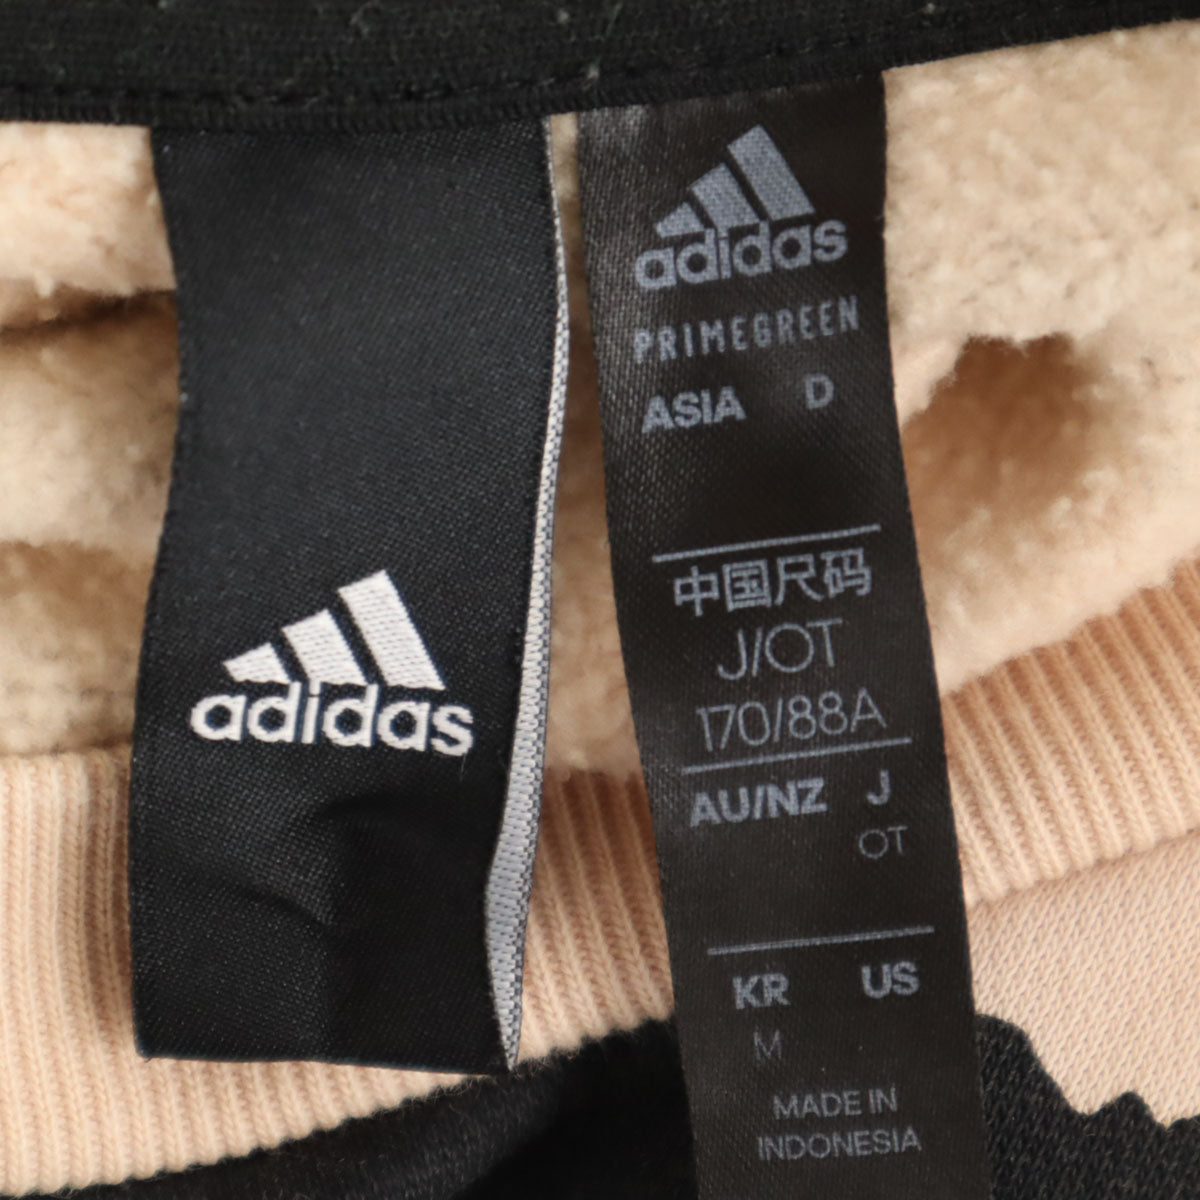 adidas
adidas
PRIMEGREEN
ASIA D
中国尺码
J/OT
170/88A
AU/NZ J
OT
KR US
M
MADE IN
INDONESIA